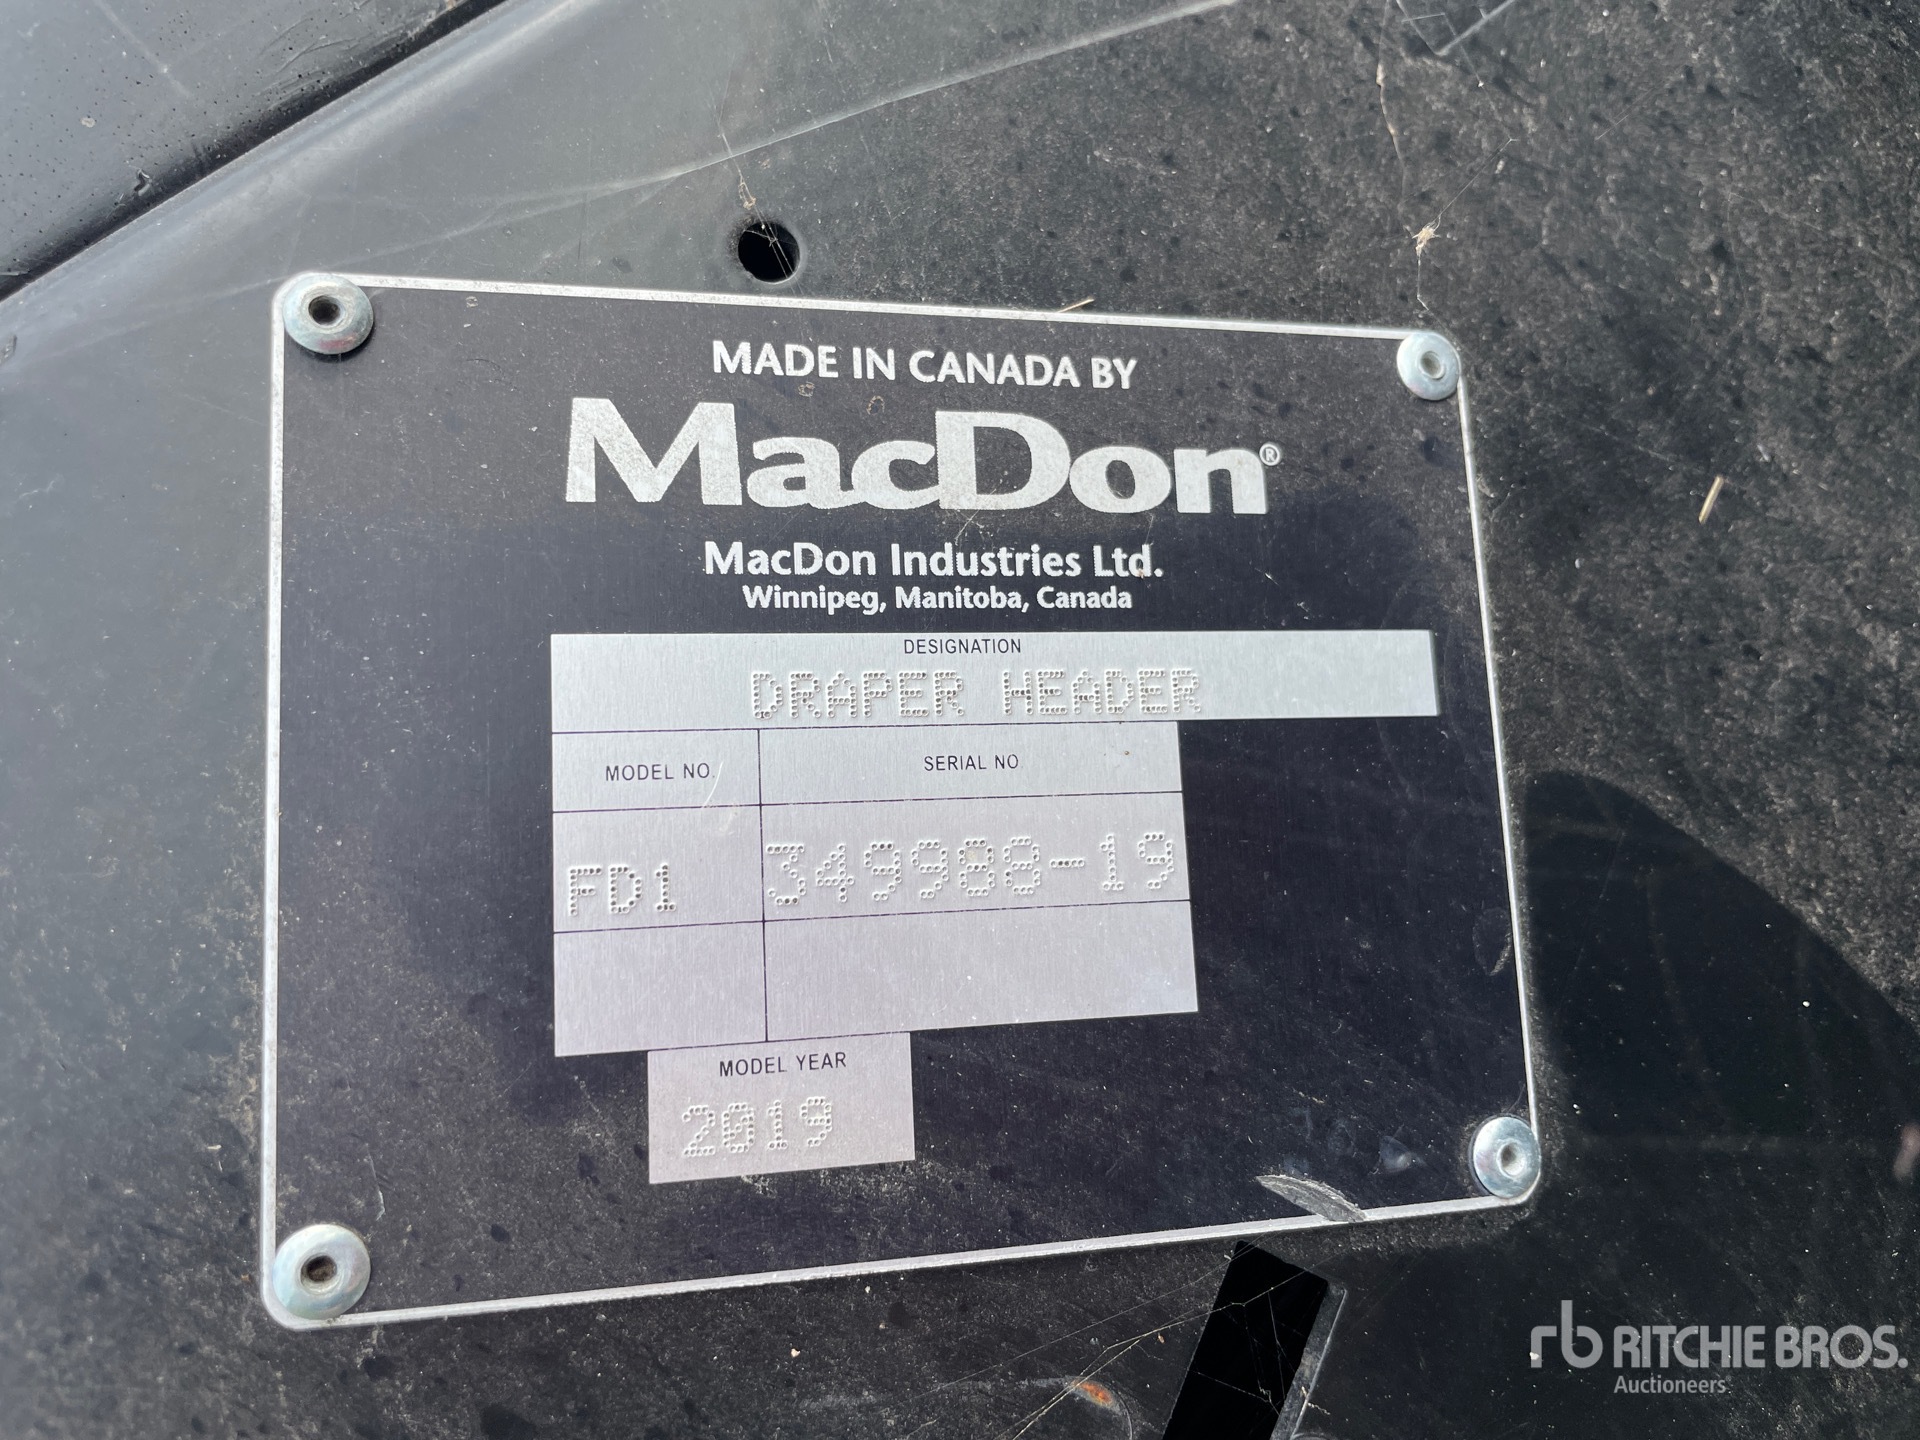 MADE IN CANADA BY
MacDon®
MacDon Industries Ltd.
Winnipeg, Manitoba, Canada
DESIGNATION
DRAPER HEADER
MODEL NO. SERIAL NO.
FD1 349988-19
MODEL YEAR
2019
rb RITCHIE BROS.
Auctioneers